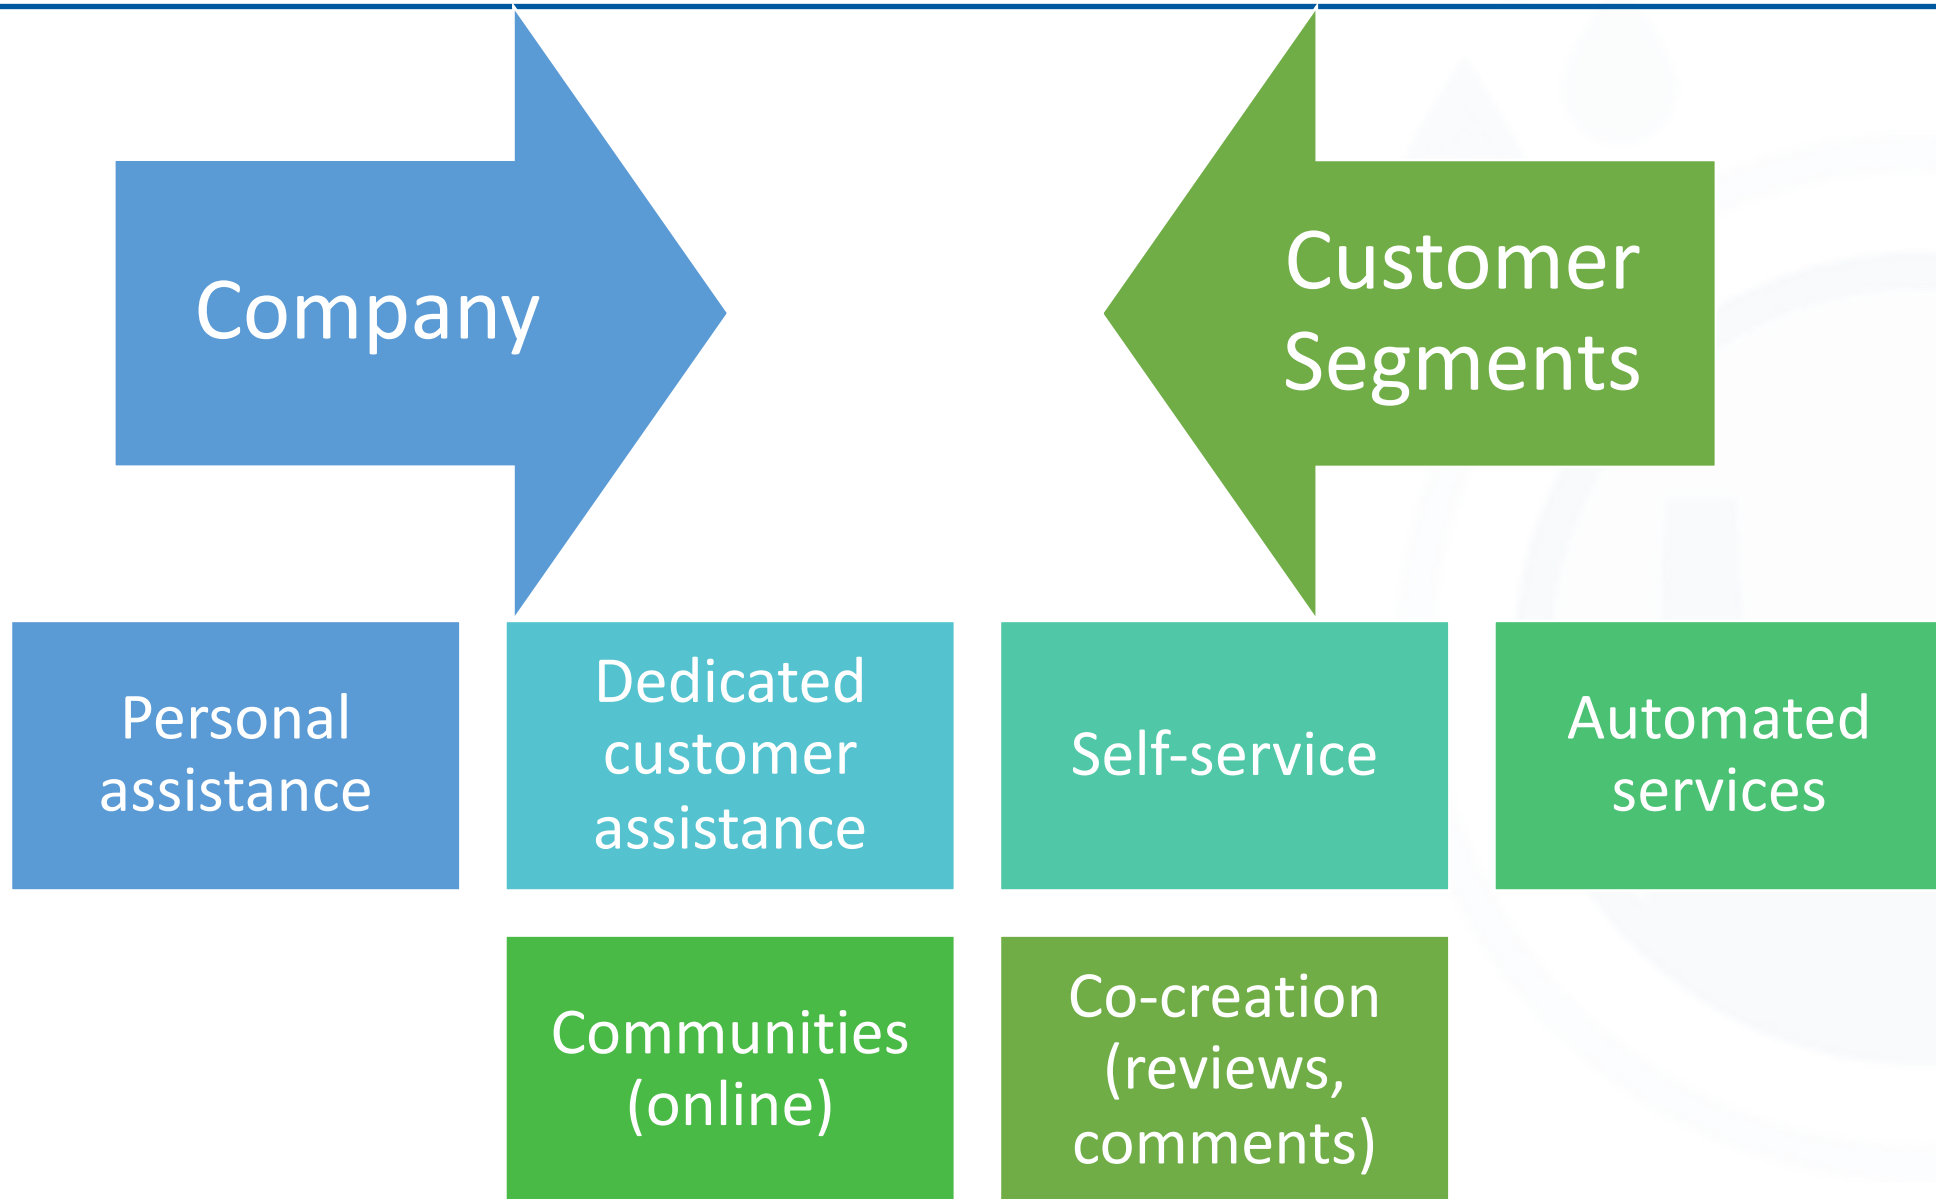 Company
Customer
Segments
Personal
assistance
Dedicated
customer
assistance
Self-service
Automated
services
Communities
(online)
Co-creation
(reviews,
comments)